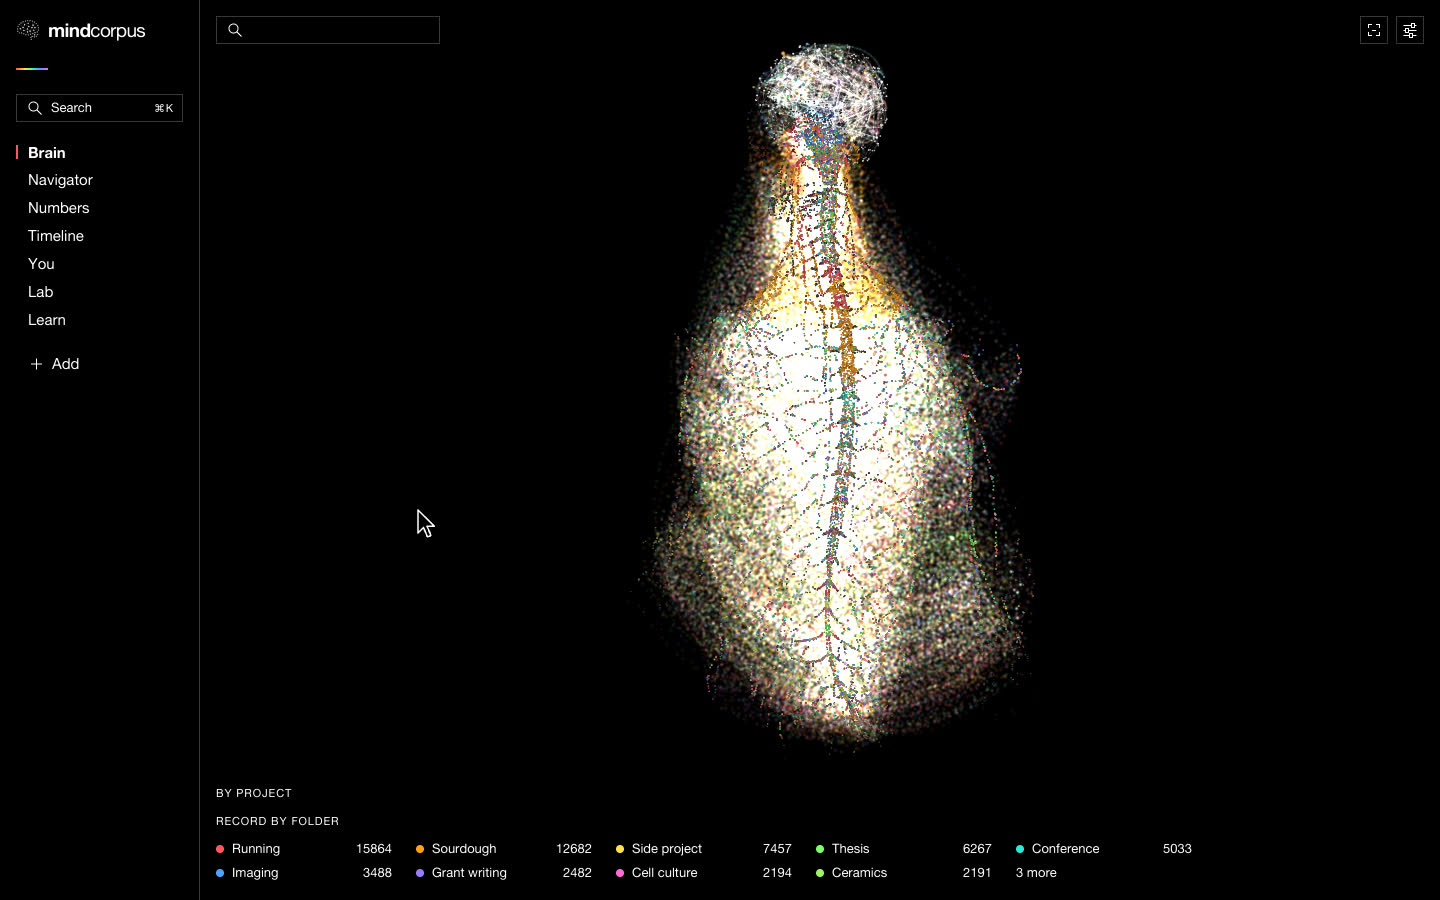 mindcorpus
Search ⌘K
Brain
Navigator
Numbers
Timeline
You
Lab
Learn
+ Add
BY PROJECT
RECORD BY FOLDER
Running 15864 Sourdough 12682 Side project 7457 Thesis 6267 Conference 5033
Imaging 3488 Grant writing 2482 Cell culture 2194 Ceramics 2191 3 more